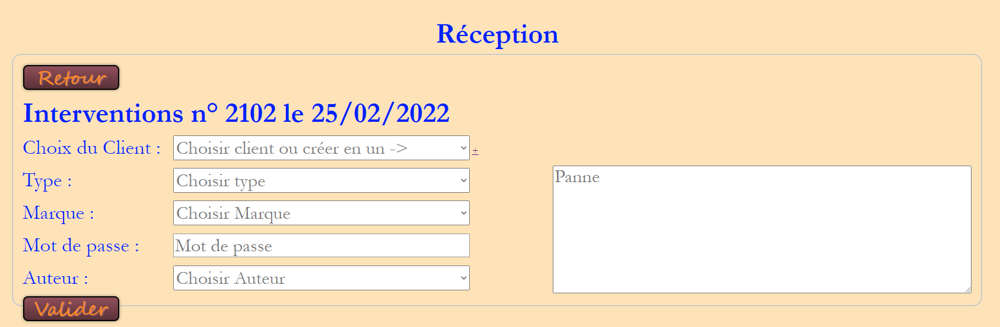 Réception
Retour
Interventions n° 2102 le 25/02/2022
Choix du Client : Choisir client ou créer en un -> +
Type : Choisir type
Panne
Marque : Choisir Marque
Mot de passe : Mot de passe
Auteur : Choisir Auteur
Valider